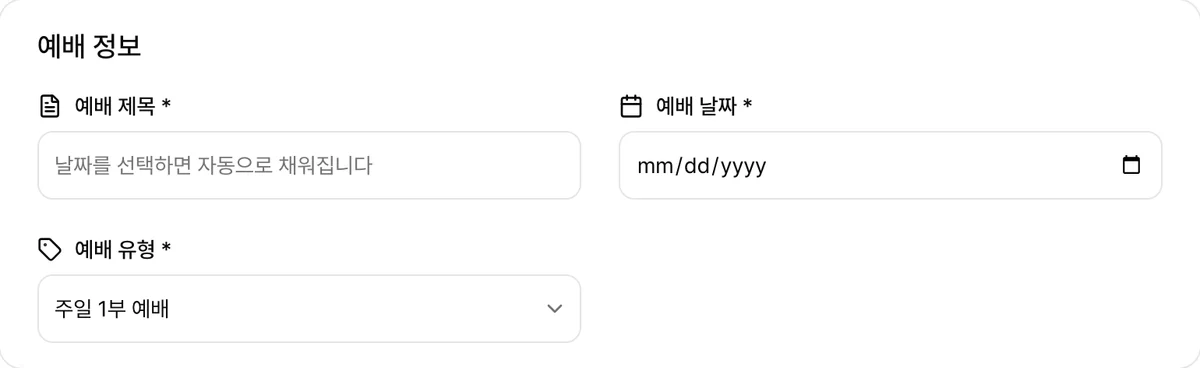 예배 정보
예배 제목 *
날짜를 선택하면 자동으로 채워집니다
예배 날짜 *
mm/dd/yyyy
예배 유형 *
주일 1부 예배